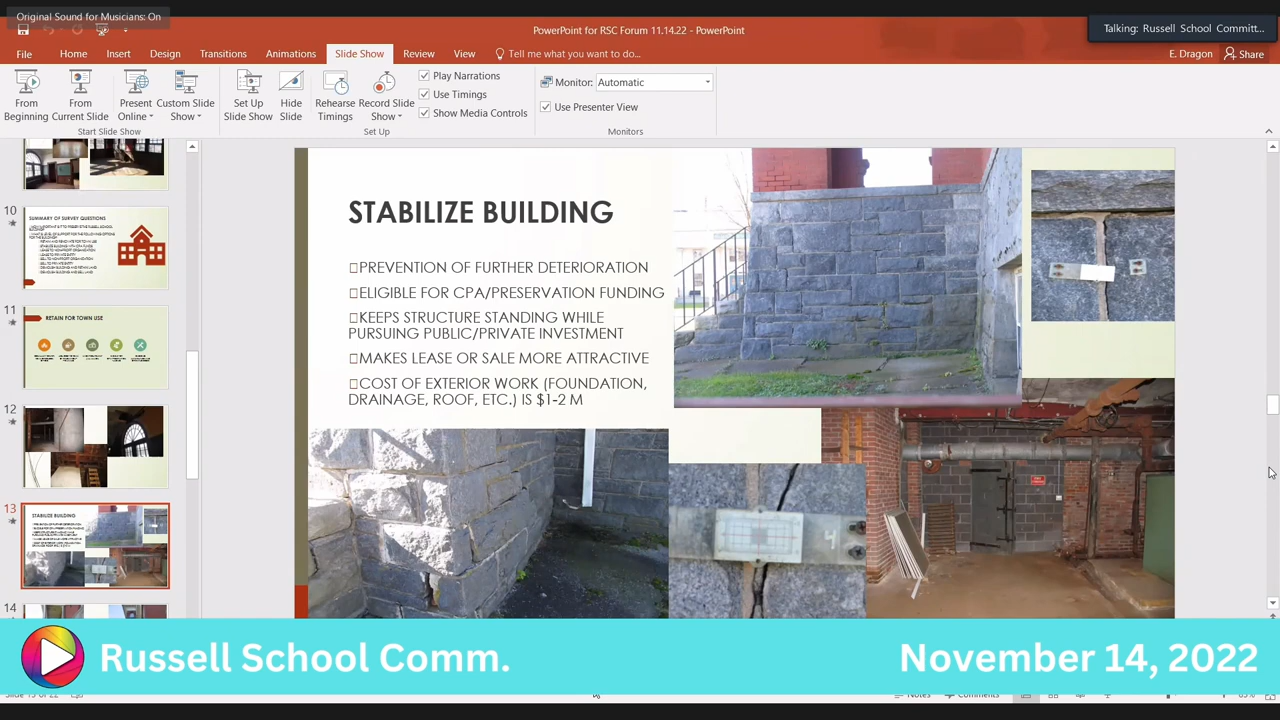 Original Sound for Musicians: On
PowerPoint for RSC Forum 11.14.22 - PowerPoint
Talking: Russell School Committ...
File Home Insert Design Transitions Animations Slide Show Review View Tell me what you want to do...
E. Dragon Share
From Beginning
From Current Slide
Present Online
Custom Slide Show
Start Slide Show
Set Up Slide Show
Hide Slide
Rehearse Timings
Record Slide Show
Play Narrations
Use Timings
Show Media Controls
Set Up
Monitor: Automatic
Use Presenter View
Monitors
10
SUMMARY OF SURVEY QUESTIONS
11
RETAIN FOR TOWN USE
12
13
STABILIZE BUILDING
14
STABILIZE BUILDING
PREVENTION OF FURTHER DETERIORATION
ELIGIBLE FOR CPA/PRESERVATION FUNDING
KEEPS STRUCTURE STANDING WHILE
PURSUING PUBLIC/PRIVATE INVESTMENT
MAKES LEASE OR SALE MORE ATTRACTIVE
COST OF EXTERIOR WORK (FOUNDATION,
DRAINAGE, ROOF, ETC.) IS $1-2 M
Russell School Comm.
November 14, 2022